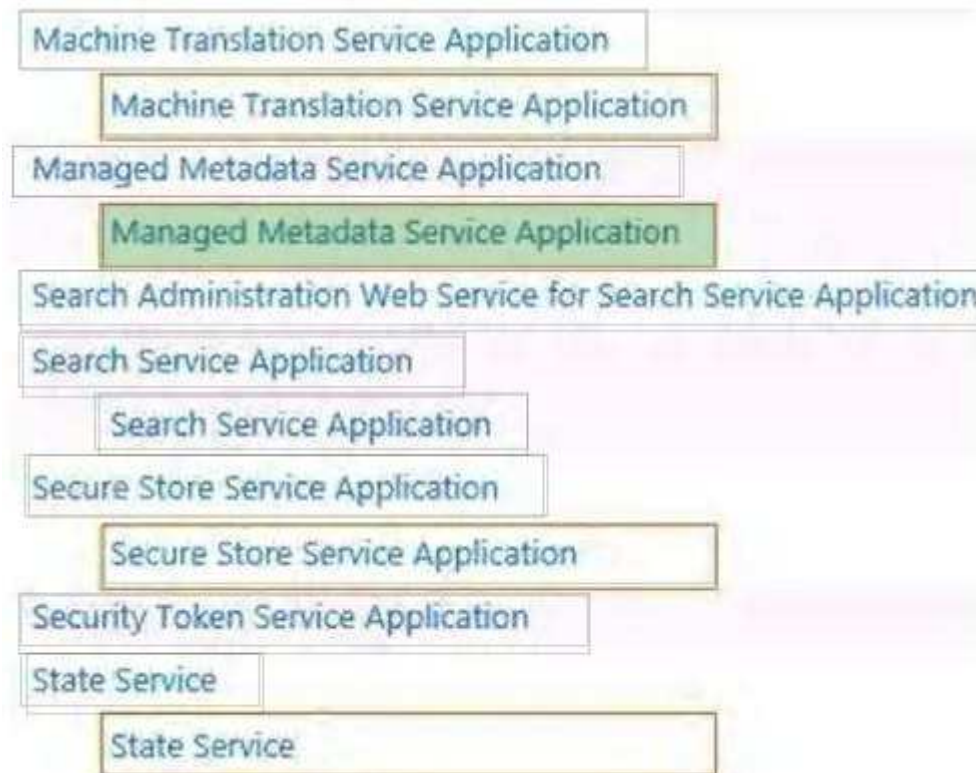 Machine Translation Service Application
Machine Translation Service Application
Managed Metadata Service Application
Managed Metadata Service Application
Search Administration Web Service for Search Service Application
Search Service Application
Search Service Application
Secure Store Service Application
Secure Store Service Application
Security Token Service Application
State Service
State Service